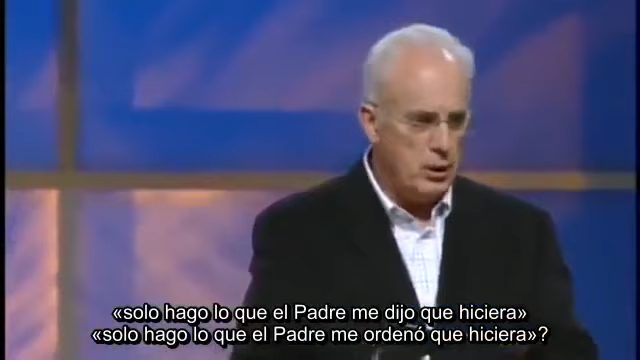 «solo hago lo que el Padre me dijo que hiciera»
«solo hago lo que el Padre me ordenó que hiciera»?